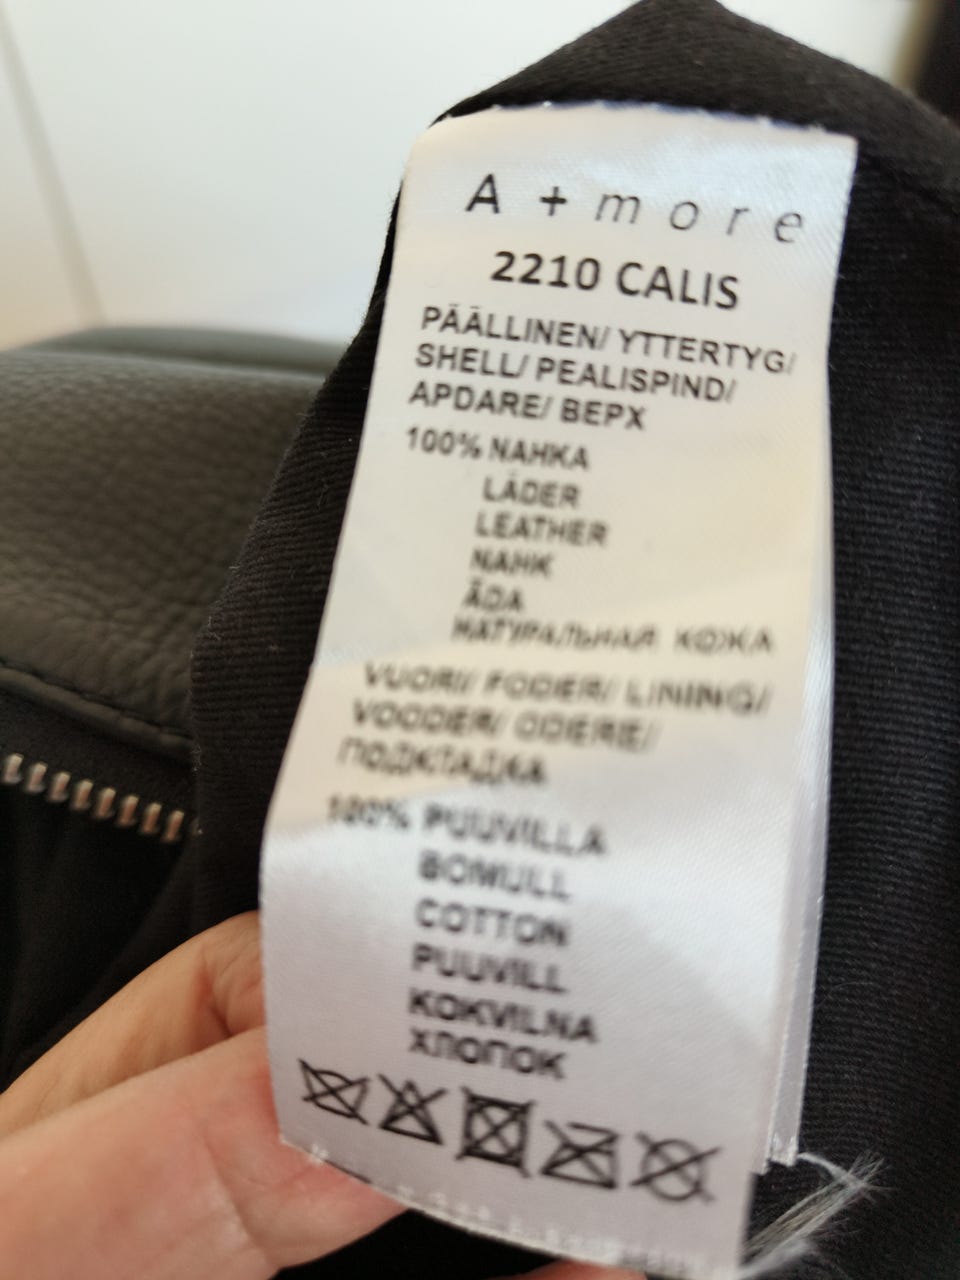 A + more
2210 CALIS
PÄÄLLINEN/ YTTERTYG/
SHELL/ PEALISPIND/
APDARE/ ВЕРХ
100% NAHKA
LÄDER
LEATHER
NAHK
ĀDA
НАТУРАЛЬНАЯ КОЖА
VUORI/ FODER/ LINING/
VOODER/ ODERE/
ПОДКЛАДКА
100% PUUVILLA
BOMULL
COTTON
PUUVILL
KOKVILNA
ХЛОПОК